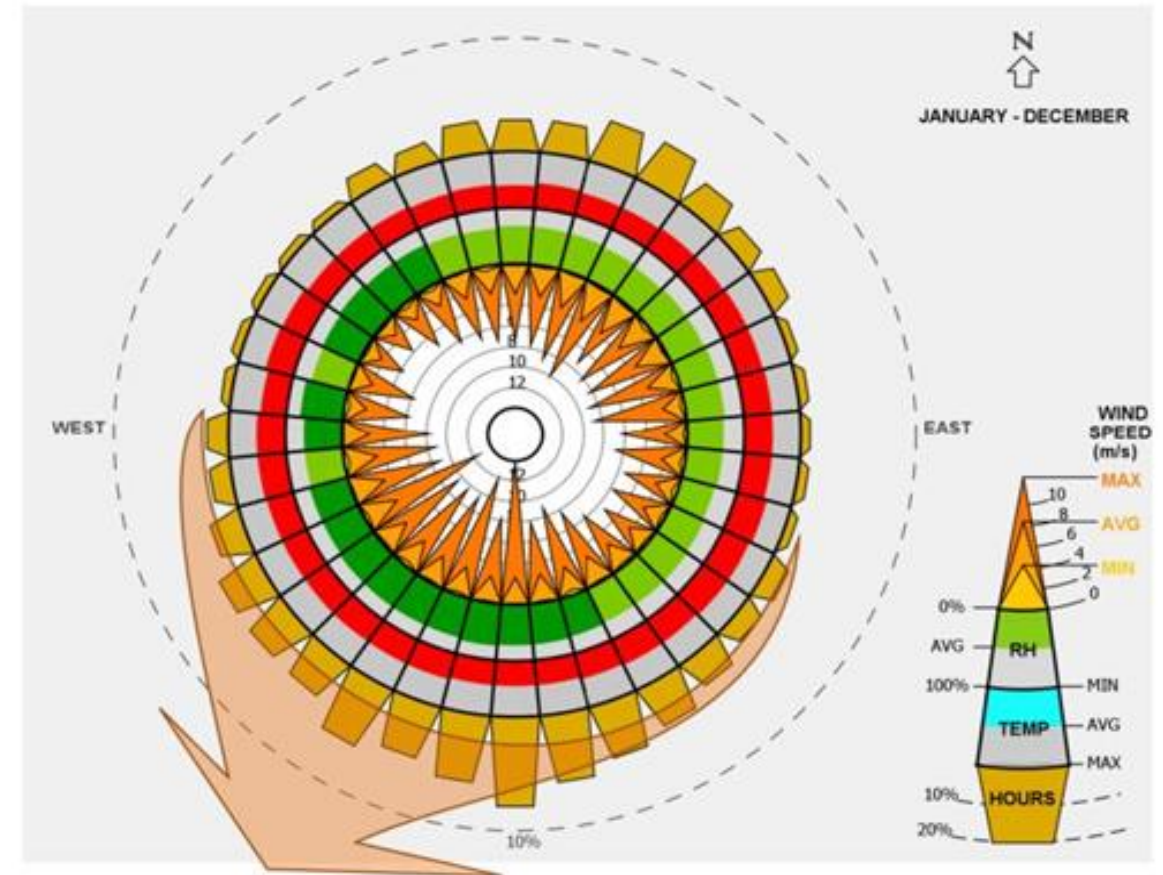 N
JANUARY - DECEMBER
8
10
12
WEST
EAST
12
10%
WIND
SPEED
(m/s)
MAX
10
8
AVG
6
4
MIN
2
0
0%
AVG
RH
100%
MIN
TEMP
AVG
MAX
10%
HOURS
20%